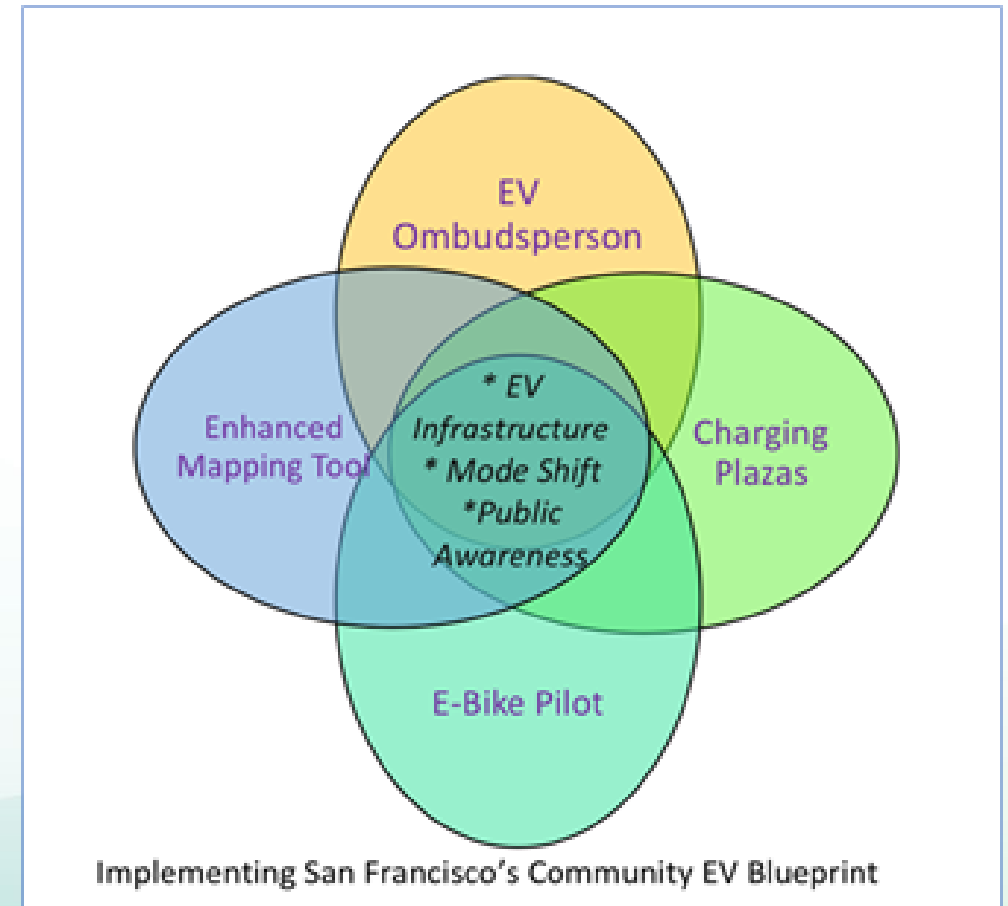 EV
Ombudsperson
Enhanced
Mapping Tool
* EV
Infrastructure
* Mode Shift
*Public
Awareness
Charging
Plazas
E-Bike Pilot
Implementing San Francisco's Community EV Blueprint